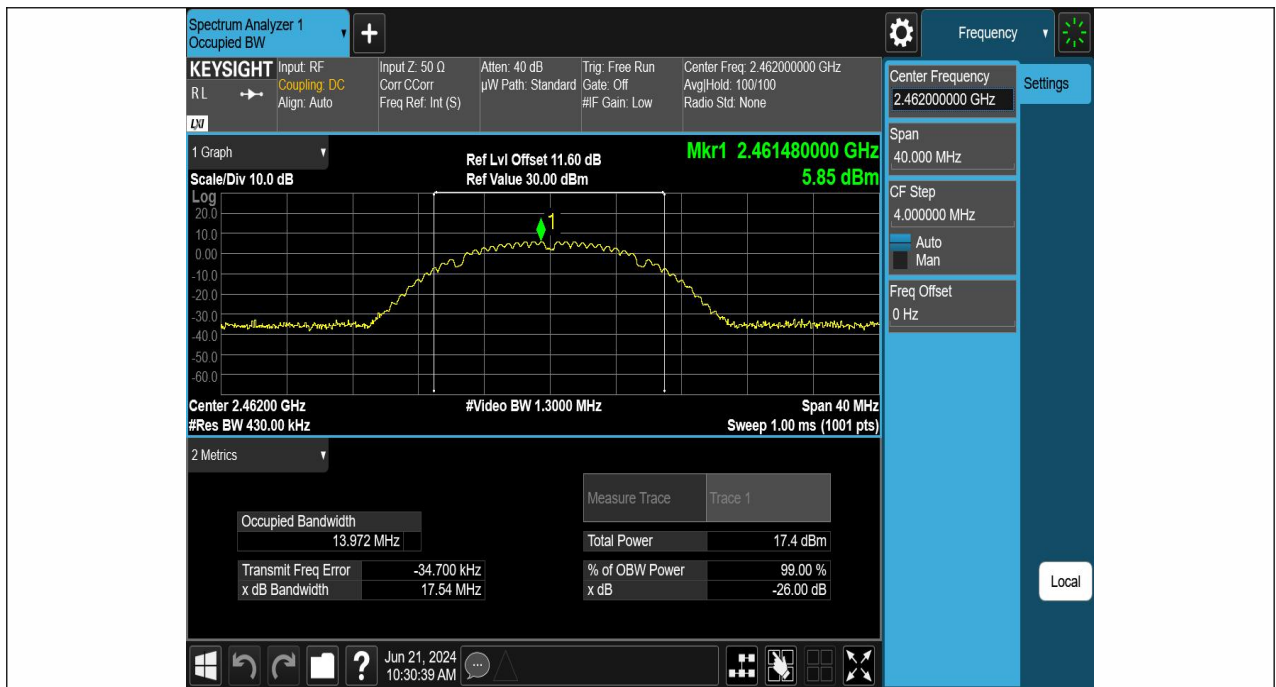 Spectrum Analyzer 1
Occupied BW
+
Frequency
KEYSIGHT
R L
LXI
Input: RF
Coupling: DC
Align: Auto
Input Z: 50 Ω
Corr CCorr
Freq Ref: Int (S)
Atten: 40 dB
µW Path: Standard
Trig: Free Run
Gate: Off
#IF Gain: Low
Center Freq: 2.462000000 GHz
Avg|Hold: 100/100
Radio Std: None
Center Frequency
2.462000000 GHz
Settings
Span
40.000 MHz
CF Step
4.000000 MHz
Auto
Man
Freq Offset
0 Hz
Local
1 Graph
Scale/Div 10.0 dB
Ref Lvl Offset 11.60 dB
Ref Value 30.00 dBm
Mkr1 2.461480000 GHz
5.85 dBm
Log
20.0
10.0
0.00
-10.0
-20.0
-30.0
-40.0
-50.0
-60.0
1
Center 2.46200 GHz
#Video BW 1.3000 MHz
Span 40 MHz
#Res BW 430.00 kHz
Sweep 1.00 ms (1001 pts)
2 Metrics
Measure Trace Trace 1
Occupied Bandwidth
13.972 MHz
Total Power 17.4 dBm
Transmit Freq Error -34.700 kHz
% of OBW Power 99.00 %
x dB Bandwidth 17.54 MHz
x dB -26.00 dB
?
Jun 21, 2024
10:30:39 AM